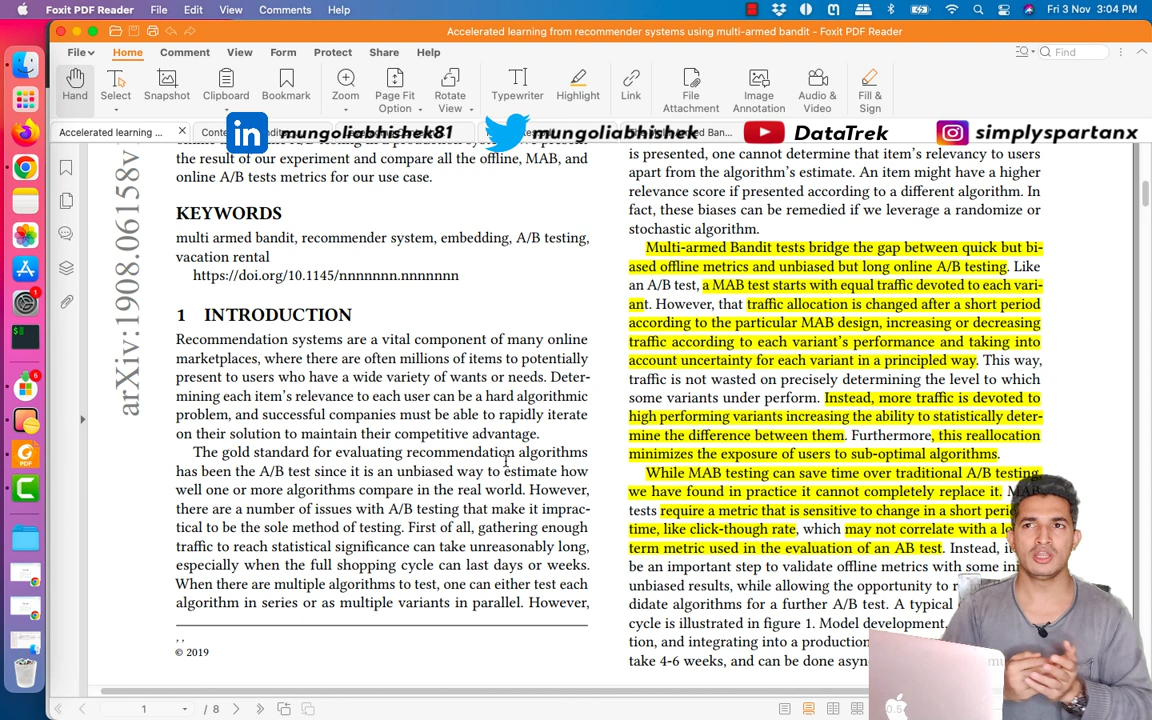 Foxit PDF Reader File Edit View Comments Help
Fri 3 Nov 3:04 PM
Accelerated learning from recommender systems using multi-armed bandit - Foxit PDF Reader
File Home Comment View Form Protect Share Help
Find
Hand Select Snapshot Clipboard Bookmark Zoom Page Fit Option Rotate View Typewriter Highlight Link File Attachment Image Annotation Audio & Video Fill & Sign
Accelerated learning ...
in mungoliabhishek81 mungoliabhishek DataTrek simplyspartanx
the result of our experiment and compare all the offline, MAB, and
online A/B tests metrics for our use case.
KEYWORDS
multi armed bandit, recommender system, embedding, A/B testing,
vacation rental
https://doi.org/10.1145/nnnnnnn.nnnnnnn
1 INTRODUCTION
Recommendation systems are a vital component of many online
marketplaces, where there are often millions of items to potentially
present to users who have a wide variety of wants or needs. Deter-
mining each item's relevance to each user can be a hard algorithmic
problem, and successful companies must be able to rapidly iterate
on their solution to maintain their competitive advantage.
The gold standard for evaluating recommendation algorithms
has been the A/B test since it is an unbiased way to estimate how
well one or more algorithms compare in the real world. However,
there are a number of issues with A/B testing that make it imprac-
tical to be the sole method of testing. First of all, gathering enough
traffic to reach statistical significance can take unreasonably long,
especially when the full shopping cycle can last days or weeks.
When there are multiple algorithms to test, one can either test each
algorithm in series or as multiple variants in parallel. However,
, ,
© 2019
arXiv:1908.06158v
is presented, one cannot determine that item's relevancy to users
apart from the algorithm's estimate. An item might have a higher
relevance score if presented according to a different algorithm. In
fact, these biases can be remedied if we leverage a randomize or
stochastic algorithm.
Multi-armed Bandit tests bridge the gap between quick but bi-
ased offline metrics and unbiased but long online A/B testing. Like
an A/B test, a MAB test starts with equal traffic devoted to each vari-
ant. However, that traffic allocation is changed after a short period
according to the particular MAB design, increasing or decreasing
traffic according to each variant's performance and taking into
account uncertainty for each variant in a principled way. This way,
traffic is not wasted on precisely determining the level to which
some variants under perform. Instead, more traffic is devoted to
high performing variants increasing the ability to statistically deter-
mine the difference between them. Furthermore, this reallocation
minimizes the exposure of users to sub-optimal algorithms.
While MAB testing can save time over traditional A/B testing,
we have found in practice it cannot completely replace it. MAB
tests require a metric that is sensitive to change in a short
time, like click-though rate, which may not correlate with a
term metric used in the evaluation of an AB test. Instead,
be an important step to validate offline metrics with some
unbiased results, while allowing the opportunity to
didate algorithms for a further A/B test. A typical
cycle is illustrated in figure 1. Model development,
tion, and integrating into a production
take 4-6 weeks, and can be done
1 / 8